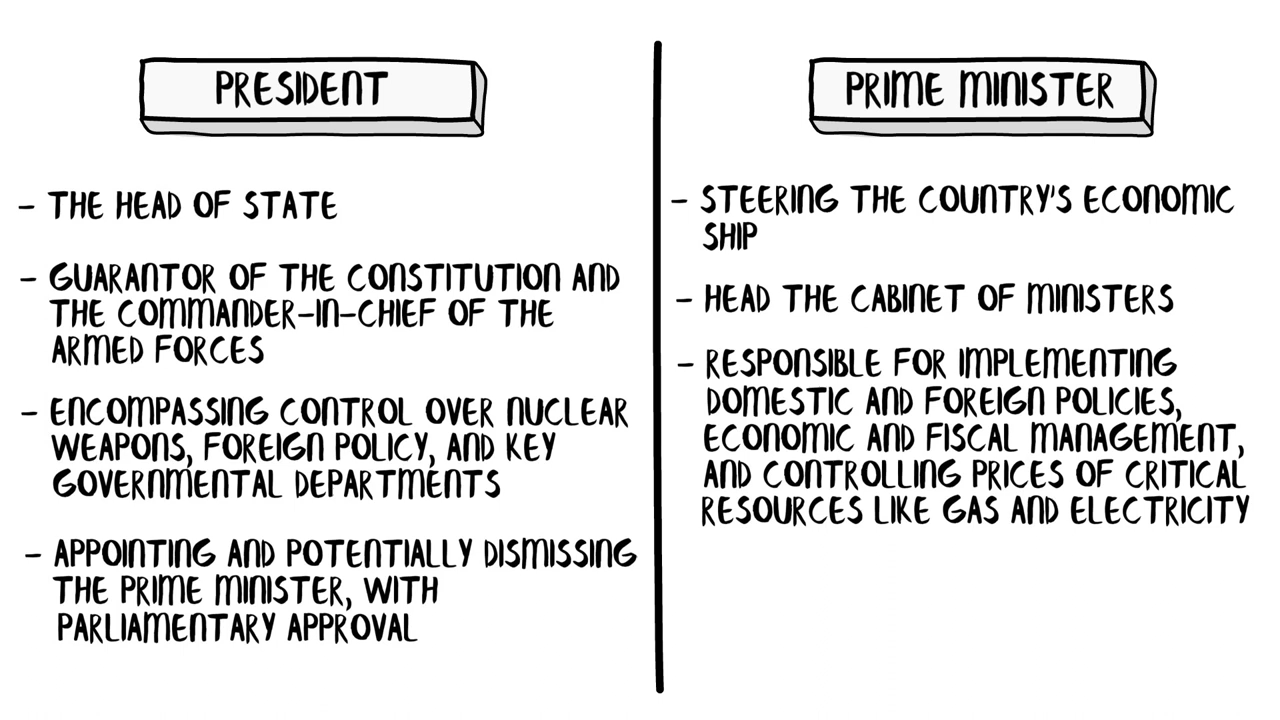 PRESIDENT
- THE HEAD OF STATE
- GUARANTOR OF THE CONSTITUTION AND
THE COMMANDER-IN-CHIEF OF THE
ARMED FORCES
- ENCOMPASSING CONTROL OVER NUCLEAR
WEAPONS, FOREIGN POLICY, AND KEY
GOVERNMENTAL DEPARTMENTS
- APPOINTING AND POTENTIALLY DISMISSING
THE PRIME MINISTER, WITH
PARLIAMENTARY APPROVAL
PRIME MINISTER
- STEERING THE COUNTRY'S ECONOMIC
SHIP
- HEAD THE CABINET OF MINISTERS
- RESPONSIBLE FOR IMPLEMENTING
DOMESTIC AND FOREIGN POLICIES,
ECONOMIC AND FISCAL MANAGEMENT,
AND CONTROLLING PRICES OF CRITICAL
RESOURCES LIKE GAS AND ELECTRICITY